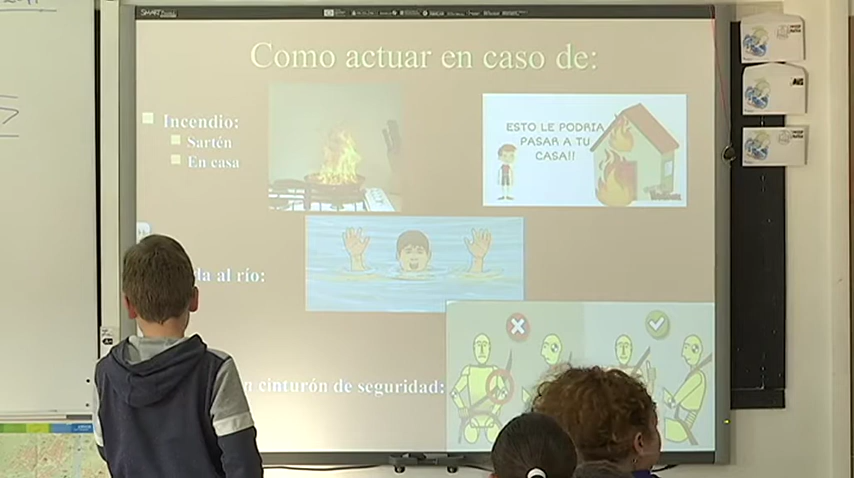 SMART
Como actuar en caso de:
Incendio:
Sartén
En casa
ESTO LE PODRIA
PASAR A TU
CASA!!
al río:
cinturón de seguridad: